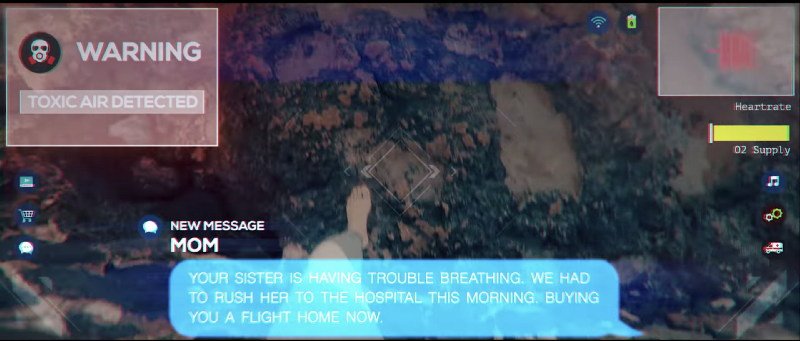 WARNING
TOXIC AIR DETECTED
Heartrate
O2 Supply
NEW MESSAGE
MOM
YOUR SISTER IS HAVING TROUBLE BREATHING. WE HAD
TO RUSH HER TO THE HOSPITAL THIS MORNING. BUYING
YOU A FLIGHT HOME NOW.